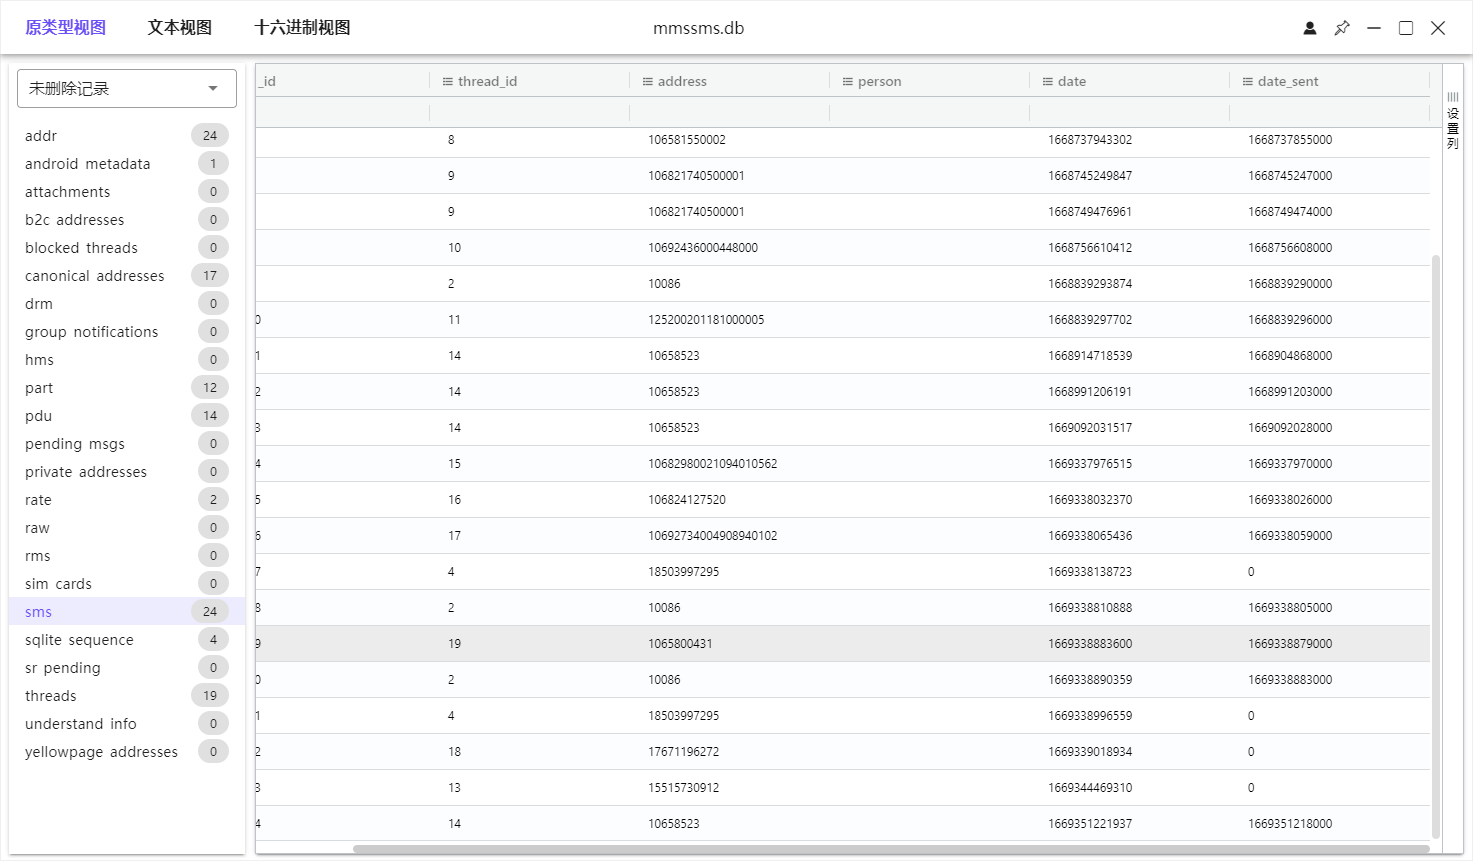 原类型视图 文本视图 十六进制视图 mmssms.db
未删除记录
addr 24
android metadata 1
attachments 0
b2c addresses 0
blocked threads 0
canonical addresses 17
drm 0
group notifications 0
hms 0
part 12
pdu 14
pending msgs 0
private addresses 0
rate 2
raw 0
rms 0
sim cards 0
sms 24
sqlite sequence 4
sr pending 0
threads 19
understand info 0
yellowpage addresses 0
_id thread_id address person date date_sent
8 106581550002 1668737943302 1668737855000
9 106821740500001 1668745249847 1668745247000
9 106821740500001 1668749476961 1668749474000
10 10692436000448000 1668756610412 1668756608000
2 10086 1668839293874 1668839290000
0 11 125200201181000005 1668839297702 1668839296000
1 14 10658523 1668914718539 1668904868000
2 14 10658523 1668991206191 1668991203000
3 14 10658523 1669092031517 1669092028000
4 15 10682980021094010562 1669337976515 1669337970000
5 16 106824127520 1669338032370 1669338026000
6 17 10692734004908940102 1669338065436 1669338059000
7 4 18503997295 1669338138723 0
8 2 10086 1669338810888 1669338805000
9 19 1065800431 1669338883600 1669338879000
0 2 10086 1669338890359 1669338883000
1 4 18503997295 1669338996559 0
2 18 17671196272 1669339018934 0
3 13 15515730912 1669344469310 0
4 14 10658523 1669351221937 1669351218000
设置列